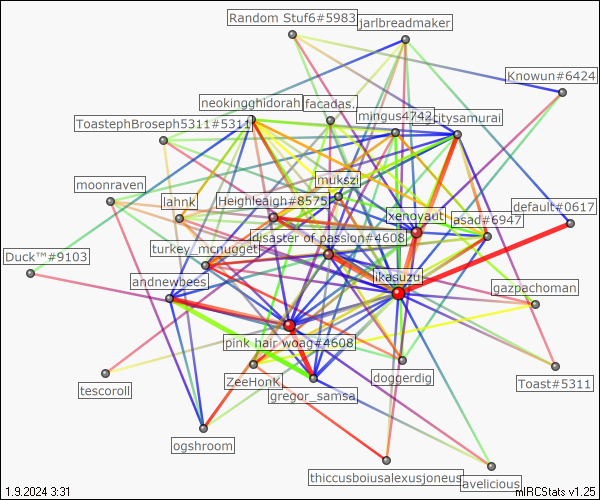 Random Stuf6#5983
jarlbreadmaker
Knowun#6424
neokingghidorah
facadas.
mingus4742
citysamurai
ToastephBroseph5311#5311
mukszi
moonraven
lahnk
Heighleaigh#8575
xenovaut
asad#6947
default#0617
disaster of passion#4608
turkey_mcnugget
Duck™#9103
andnewbees
ikasuzu
gazpachoman
pink hair woag#4608
doggerdig
Toast#5311
tescoroll
ZeeHonK
gregor_samsa
ogshroom
thiccusboiusalexusjoneus
avelicious
1.9.2024 3:31
mIRCStats v1.25